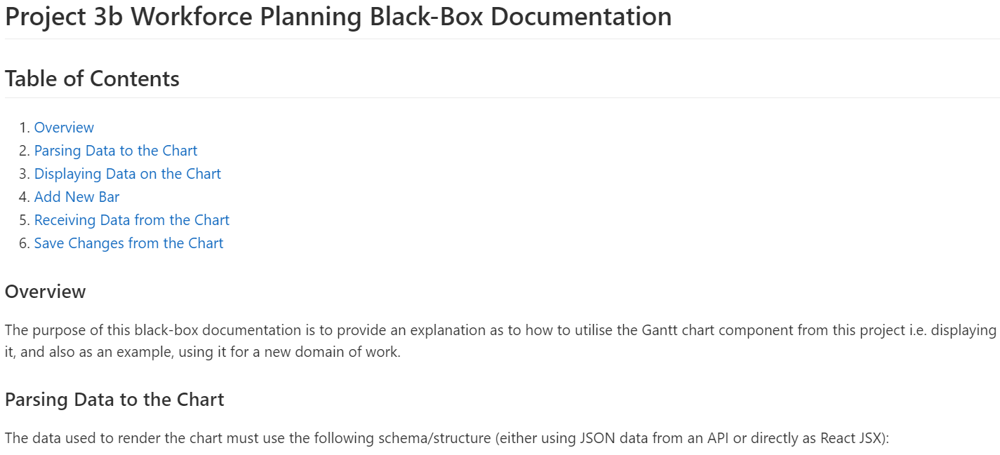 Project 3b Workforce Planning Black-Box Documentation
Table of Contents
1. Overview
2. Parsing Data to the Chart
3. Displaying Data on the Chart
4. Add New Bar
5. Receiving Data from the Chart
6. Save Changes from the Chart
Overview
The purpose of this black-box documentation is to provide an explanation as to how to utilise the Gantt chart component from this project i.e. displaying
it, and also as an example, using it for a new domain of work.
Parsing Data to the Chart
The data used to render the chart must use the following schema/structure (either using JSON data from an API or directly as React JSX):